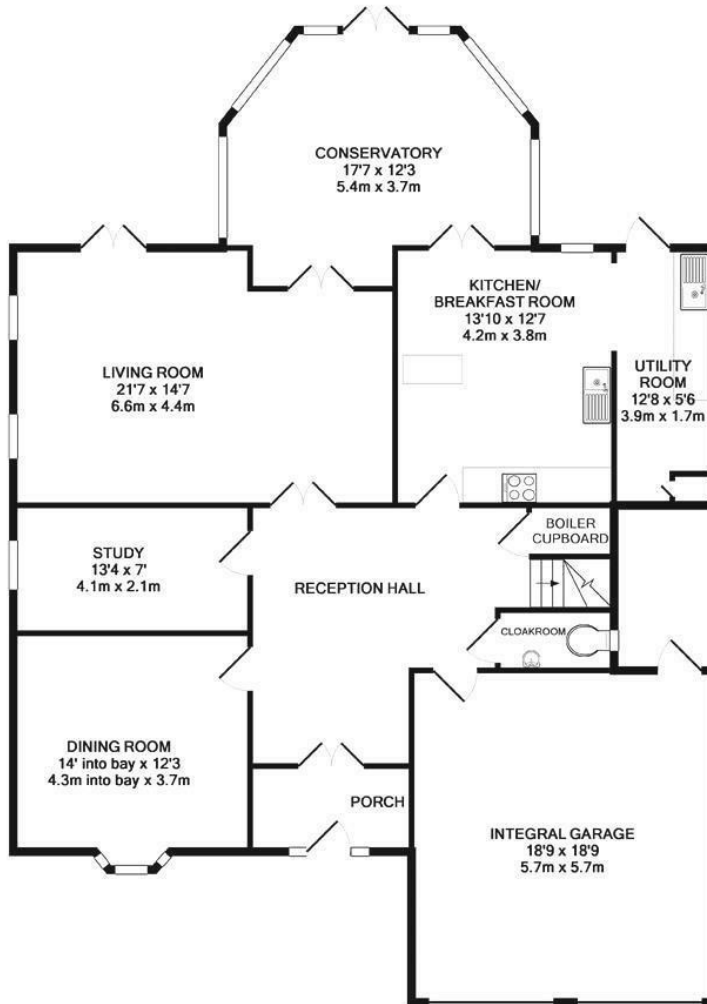 CONSERVATORY
17'7 x 12'3
5.4m x 3.7m
KITCHEN/
BREAKFAST ROOM
13'10 x 12'7
4.2m x 3.8m
LIVING ROOM
21'7 x 14'7
6.6m x 4.4m
UTILITY
ROOM
12'8 x 5'6
3.9m x 1.7m
BOILER
CUPBOARD
STUDY
13'4 x 7'
4.1m x 2.1m
RECEPTION HALL
CLOAKROOM
DINING ROOM
14' into bay x 12'3
4.3m into bay x 3.7m
PORCH
INTEGRAL GARAGE
18'9 x 18'9
5.7m x 5.7m